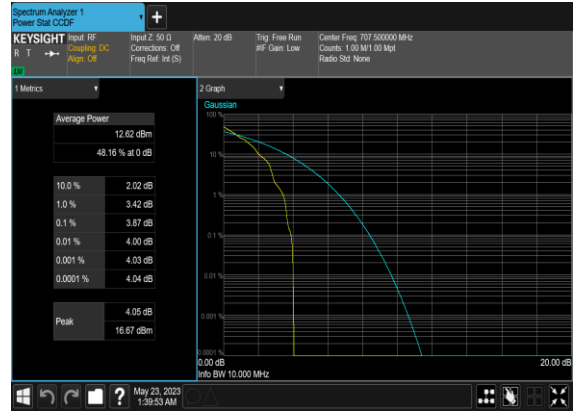 Spectrum Analyzer 1
Power Stat CCDF
+
KEYSIGHT
R T
LXI
Input: RF
Coupling: DC
Align: Off
Input Z: 50 Ω
Corrections: Off
Freq Ref: Int (S)
Atten: 20 dB
Trig: Free Run
#IF Gain: Low
Center Freq: 707.500000 MHz
Counts: 1.00 M/1.00 Mpt
Radio Std: None
1 Metrics
Average Power
12.62 dBm
48.16 % at 0 dB
10.0 % 2.02 dB
1.0 % 3.42 dB
0.1 % 3.87 dB
0.01 % 4.00 dB
0.001 % 4.03 dB
0.0001 % 4.04 dB
Peak
4.05 dB
16.67 dBm
2 Graph
Gaussian
100 %
10 %
1 %
0.1 %
0.01 %
0.001 %
0.0001 %
0.00 dB
20.00 dB
Info BW 10.000 MHz
?
May 23, 2023
1:39:53 AM